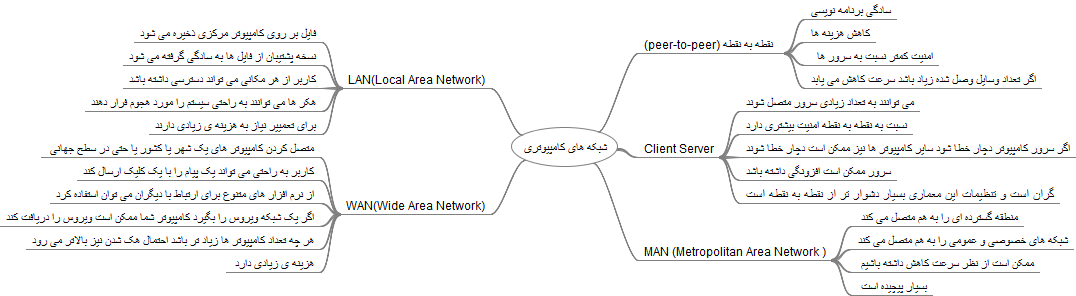 شبکه های کامپیوتری
نقطه به نقطه (peer-to-peer)
سادگی برنامه نویسی
کاهش هزینه ها
امنیت کمتر نسبت به سرور ها
اگر تعداد وسایل وصل شده زیاد باشد سرعت کاهش می یابد
Client Server
می توانند به تعداد زیادی سرور متصل شوند
نسبت به نقطه به نقطه امنیت بیشتری دارد
اگر سرور کامپیوتر دچار خطا شود سایر کامپیوتر ها نیز ممکن است دچار خطا شوند
سرور ممکن است افزونگی داشته باشد
گران است و تنظیمات این معماری بسیار دشوار تر از نقطه به نقطه است
MAN (Metropolitan Area Network )
منطقه گسترده ای را به هم متصل می کند
شبکه های خصوصی و عمومی را به هم متصل می کند
ممکن است از نظر سرعت کاهش داشته باشیم
بسیار پیچیده است
LAN(Local Area Network)
فایل بر روی کامپیوتر مرکزی ذخیره می شود
نسخه پشتیبان از فایل ها به سادگی گرفته می شود
کاربر از هر مکانی می تواند دسترسی داشته باشد
هکر ها می توانند به راحتی سیستم را مورد هجوم قرار دهند
برای تعمییر نیاز به هزینه ی زیادی دارند
WAN(Wide Area Network)
متصل کردن کامپیوتر های یک شهر یا کشور یا حتی در سطح جهانی
کاربر به راحتی می تواند یک پیام را با یک کلیک ارسال کند
از نرم افزار های متنوع برای ارتباط با دیگران می توان استفاده کرد
اگر یک شبکه ویروس را بگیرد کامپیوتر شما ممکن است ویروس را دریافت کند
هر چه تعداد کامپیوتر ها زیاد تر باشد احتمال هک شدن نیز بالاتر می رود
هزینه ی زیادی دارد